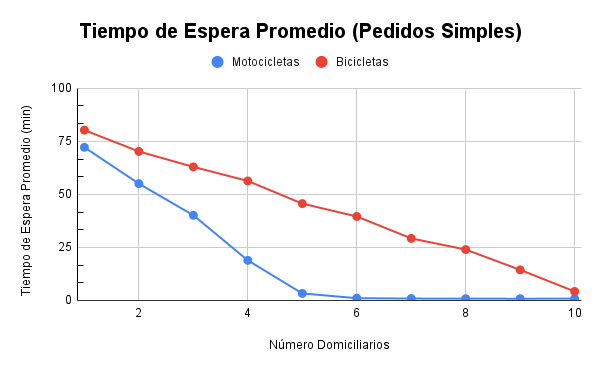 Tiempo de Espera Promedio (Pedidos Simples)
Motocicletas Bicicletas
Tiempo de Espera Promedio (min)
100
75
50
25
0
2 4 6 8 10
Número Domiciliarios